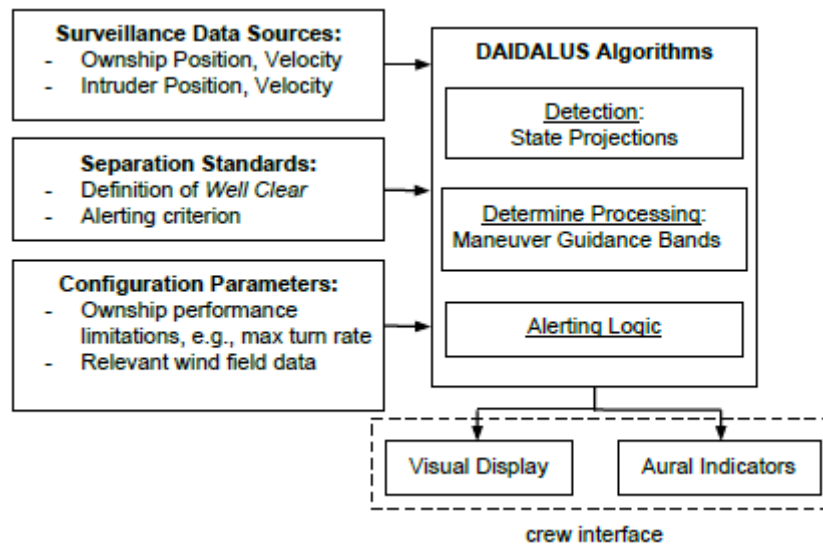 Surveillance Data Sources:
- Ownship Position, Velocity
- Intruder Position, Velocity
Separation Standards:
- Definition of Well Clear
- Alerting criterion
Configuration Parameters:
- Ownship performance
limitations, e.g., max turn rate
- Relevant wind field data
DAIDALUS Algorithms
Detection:
State Projections
Determine Processing:
Maneuver Guidance Bands
Alerting Logic
Visual Display
Aural Indicators
crew interface